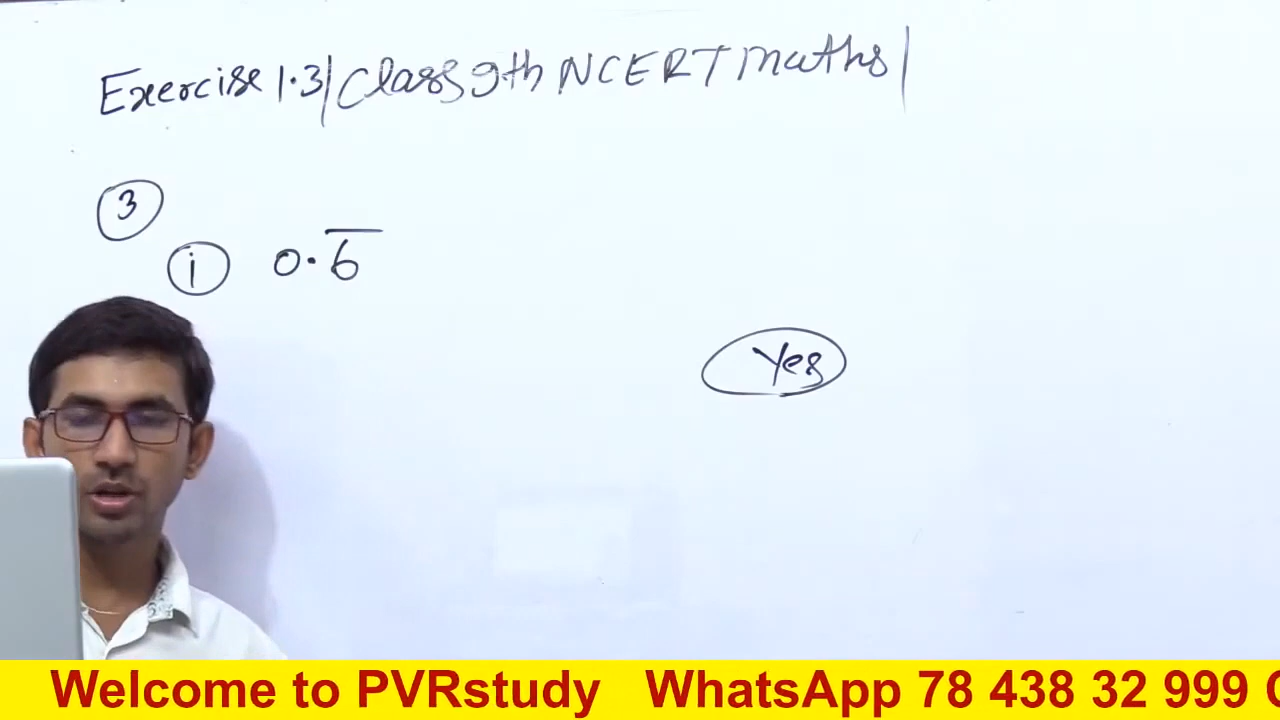 Exercise 1.3 | Class 9th NCERT Maths |
3
i 0.6̅
Yes
Welcome to PVRstudy WhatsApp 78 438 32 999